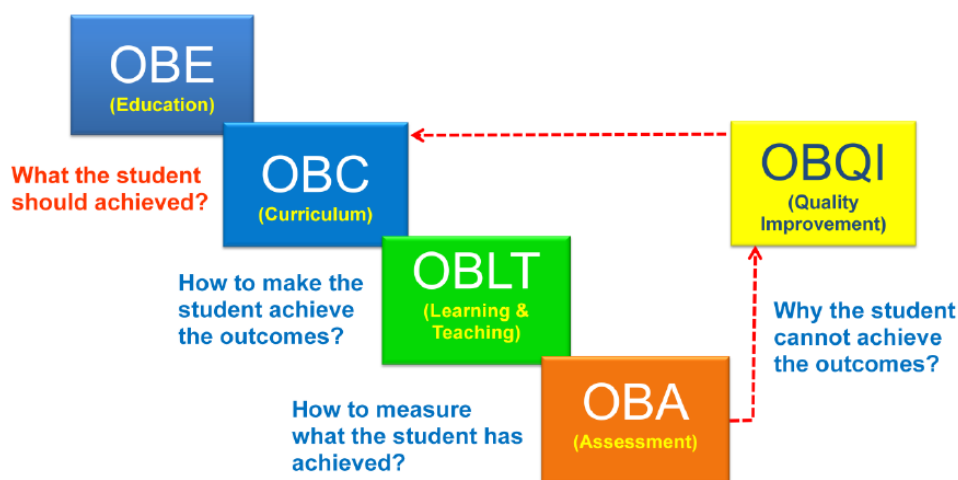 OBE
(Education)
What the student
should achieved?
OBC
(Curriculum)
OBQI
(Quality
Improvement)
How to make the
student achieve
the outcomes?
OBLT
(Learning &
Teaching)
Why the student
cannot achieve
the outcomes?
How to measure
what the student has
achieved?
OBA
(Assessment)